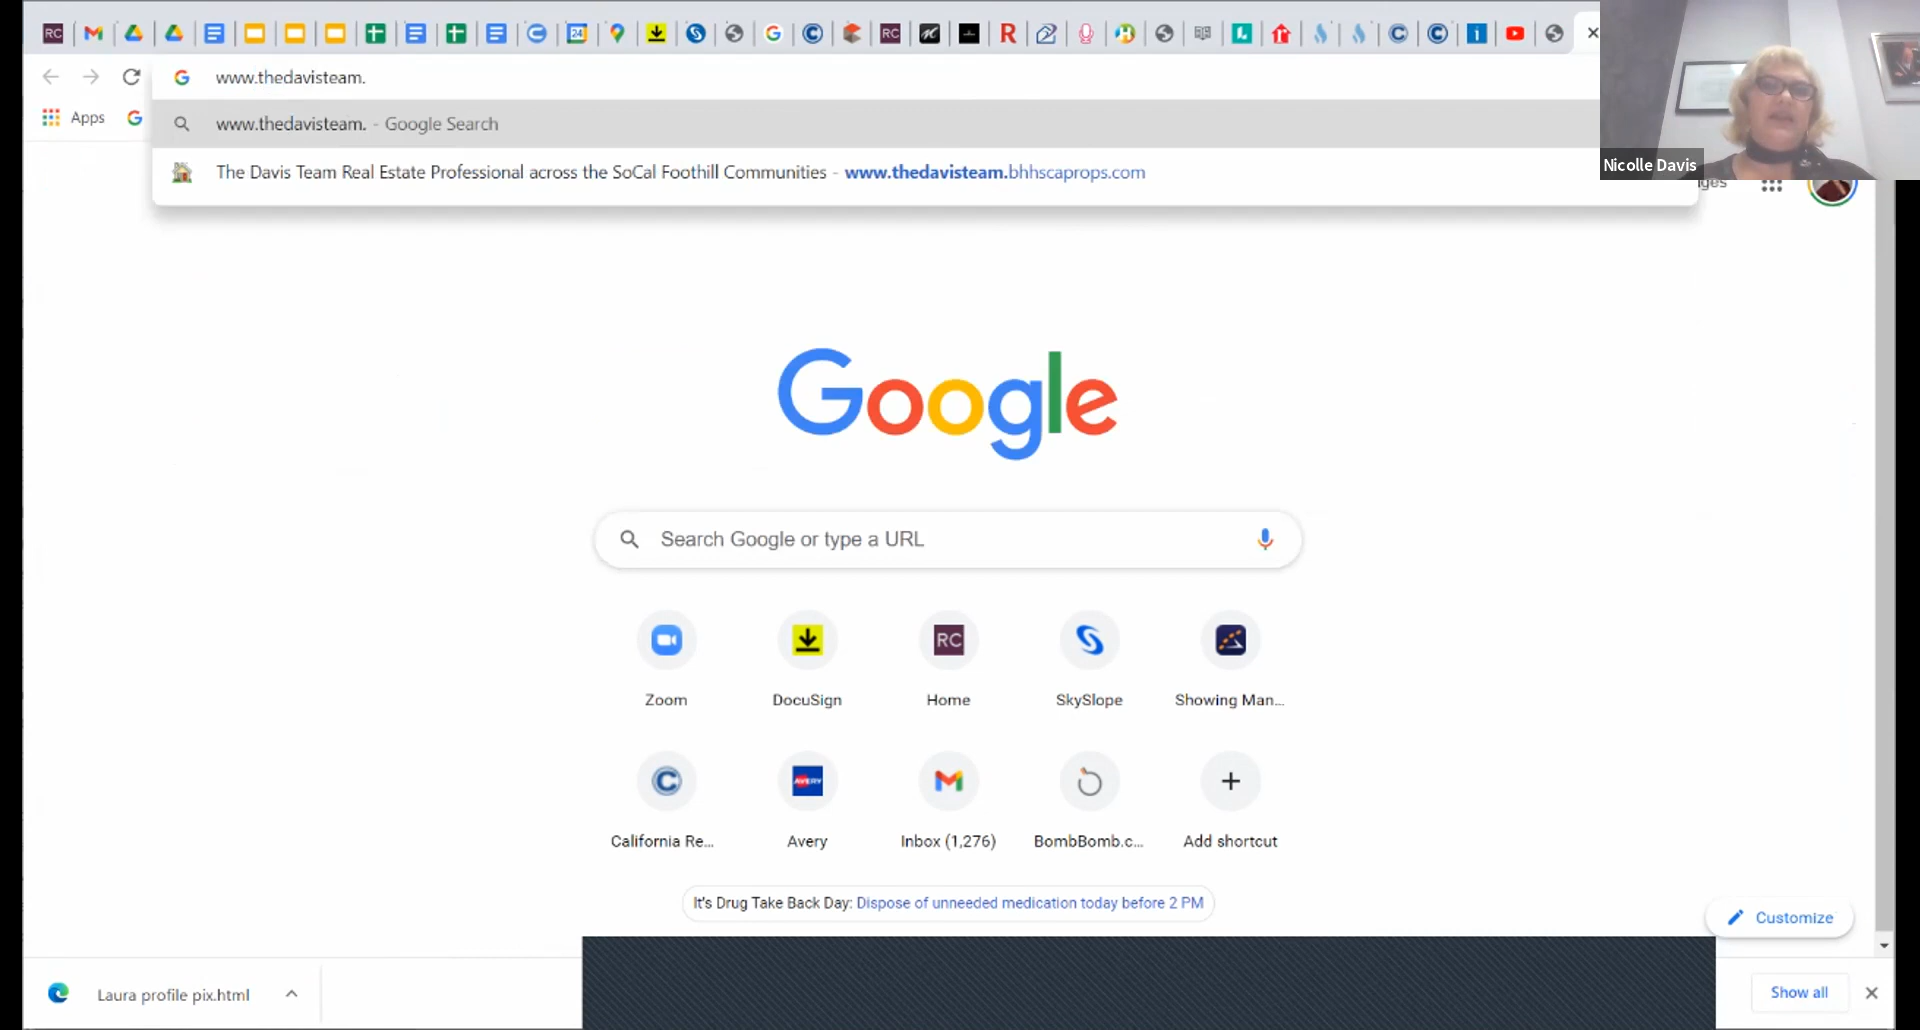 RC
24
RC
R
www.thedavisteam.
Apps
www.thedavisteam. - Google Search
The Davis Team Real Estate Professional across the SoCal Foothill Communities - www.thedavisteam.bhhscaprops.com
Nicolle Davis
Google
Search Google or type a URL
RC
Zoom DocuSign Home SkySlope Showing Man...
AVERY
California Re... Avery Inbox (1,276) BombBomb.c... Add shortcut
It's Drug Take Back Day: Dispose of unneeded medication today before 2 PM
Customize
Laura profile pix.html
Show all